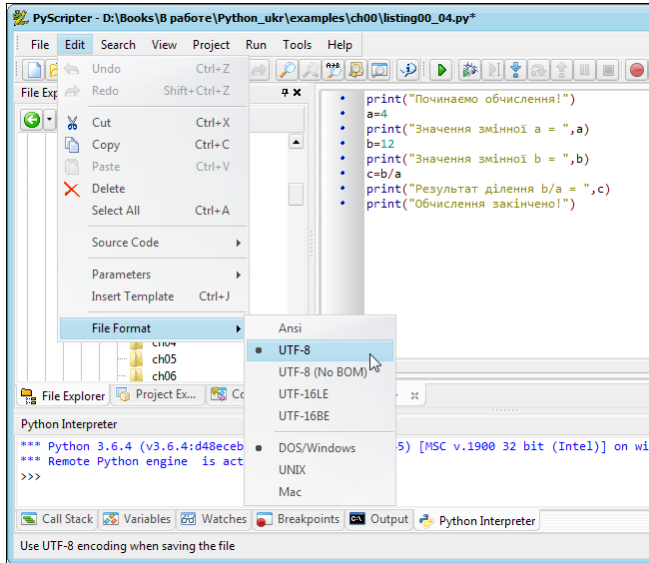 PyScripter - D:\Books\В работе\Python_ukr\examples\ch00\listing00_04.py*
File Edit Search View Project Run Tools Help
Undo Ctrl+Z
Redo Shift+Ctrl+Z
Cut Ctrl+X
Copy Ctrl+C
Paste Ctrl+V
Delete
Select All Ctrl+A
Source Code
Parameters
Insert Template Ctrl+J
File Format
File Exp
print("Починаємо обчислення!")
a=4
print("Значення змінної a = ",a)
b=12
print("Значення змінної b = ",b)
c=b/a
print("Результат ділення b/a = ",c)
print("Обчислення закінчено!")
Ansi
UTF-8
UTF-8 (No BOM)
UTF-16LE
UTF-16BE
DOS/Windows
UNIX
Mac
ch04
ch05
ch06
File Explorer Project Ex... Co
Python Interpreter
*** Python 3.6.4 (v3.6.4:d48eceb 5) [MSC v.1900 32 bit (Intel)] on wi
*** Remote Python engine is act
>>>
Call Stack Variables Watches Breakpoints Output Python Interpreter
Use UTF-8 encoding when saving the file